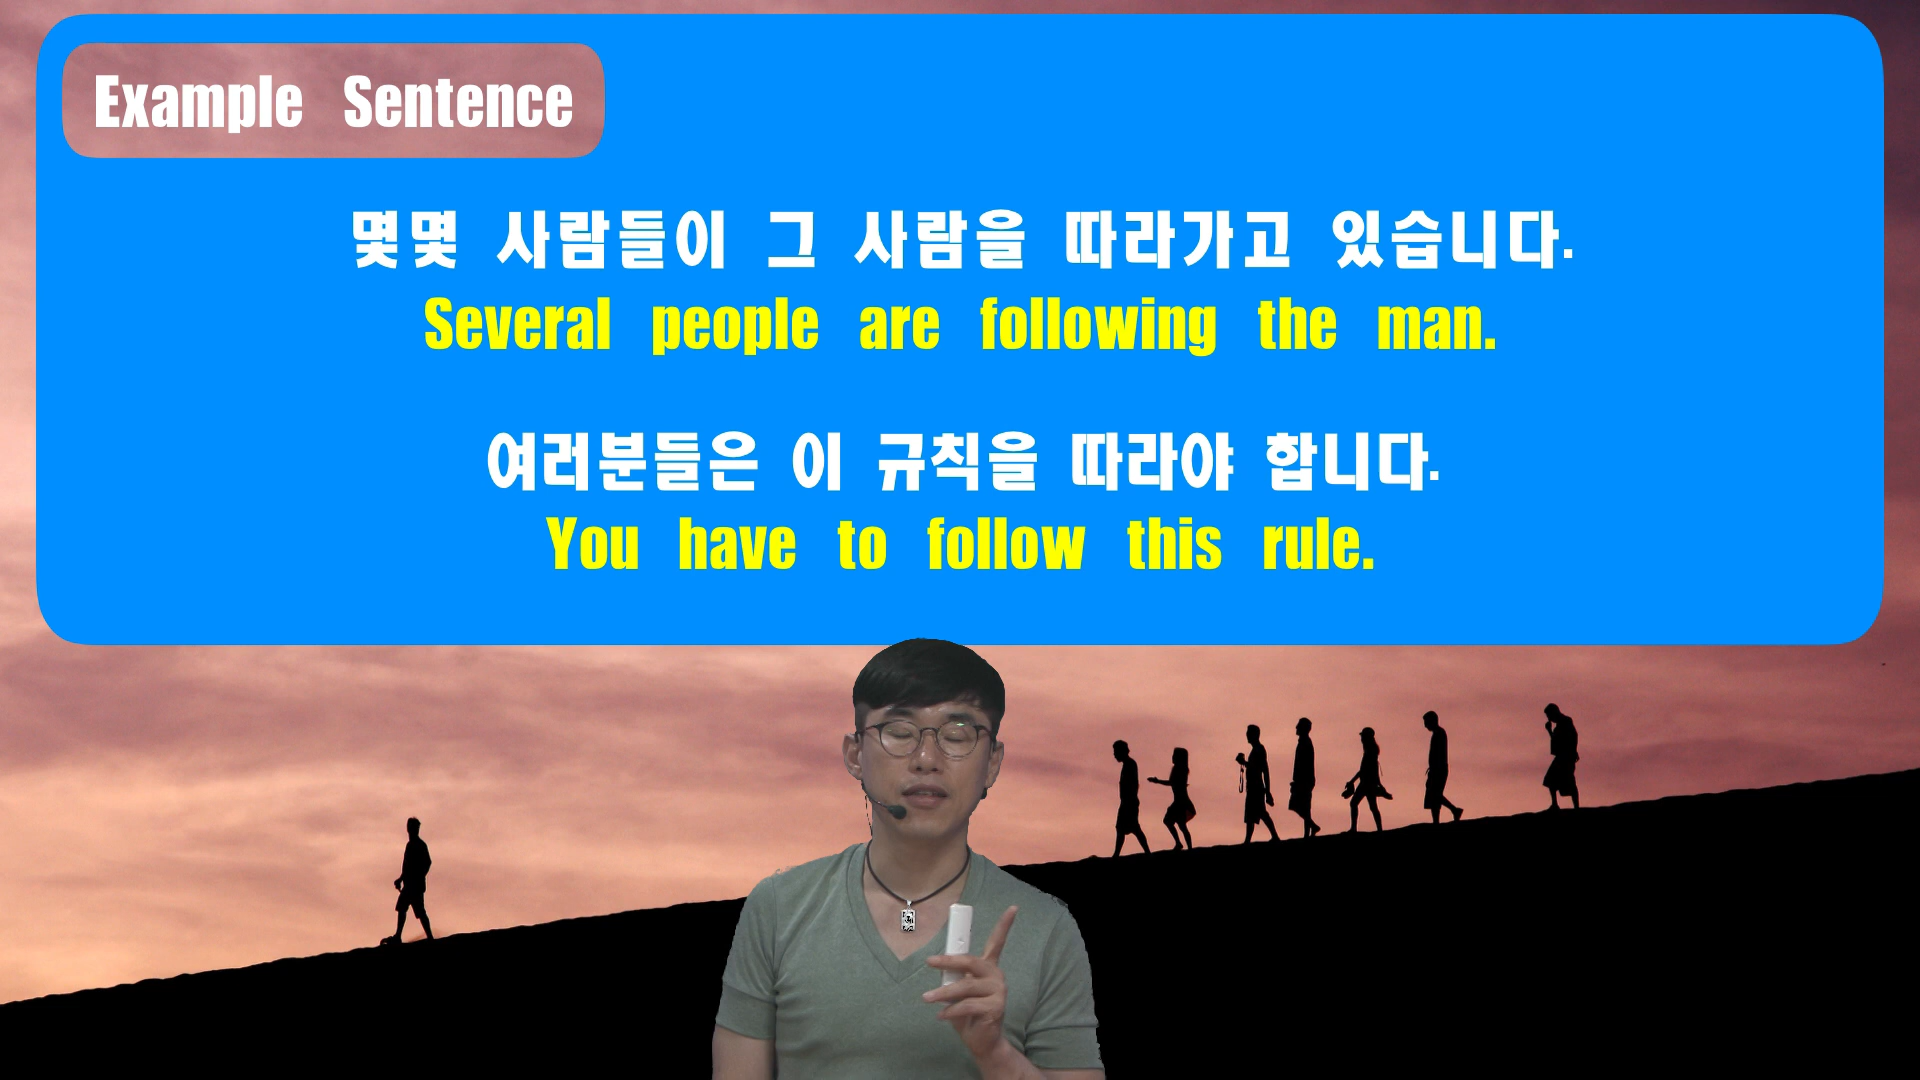 Example Sentence
몇몇 사람들이 그 사람을 따라가고 있습니다.
Several people are following the man.
여러분들은 이 규칙을 따라야 합니다.
You have to follow this rule.